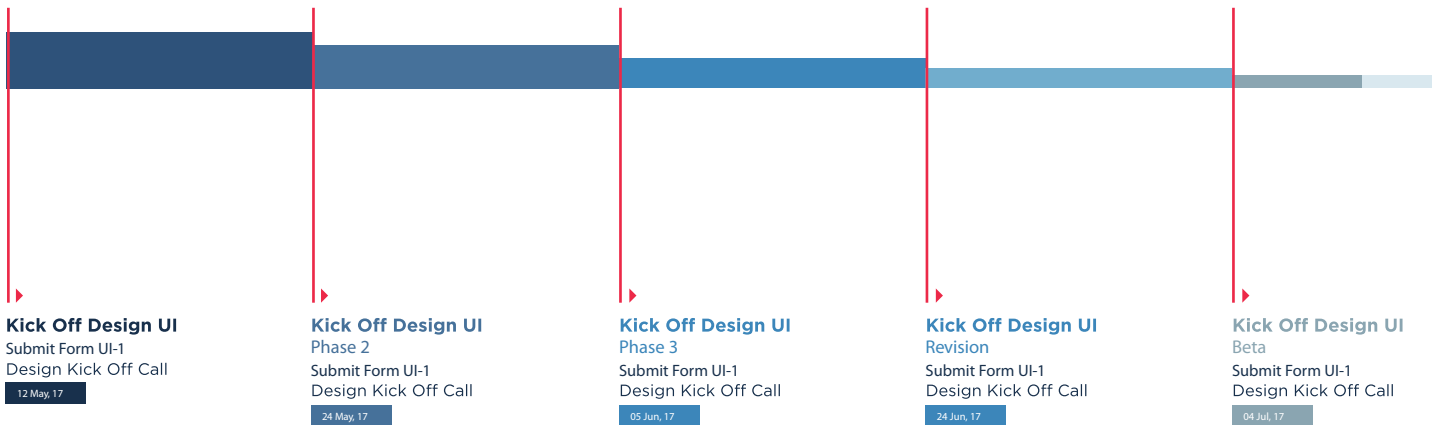 Kick Off Design UI
Submit Form UI-1
Design Kick Off Call
12 May, 17
Kick Off Design UI
Phase 2
Submit Form UI-1
Design Kick Off Call
24 May, 17
Kick Off Design UI
Phase 3
Submit Form UI-1
Design Kick Off Call
05 Jun, 17
Kick Off Design UI
Revision
Submit Form UI-1
Design Kick Off Call
24 Jun, 17
Kick Off Design UI
Beta
Submit Form UI-1
Design Kick Off Call
04 Jul, 17